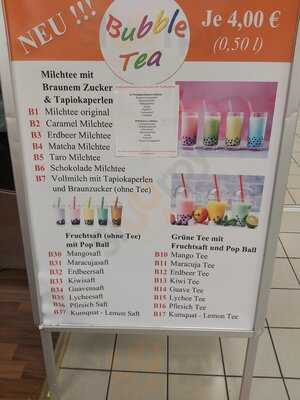 NEU !!!
Bubble
Tea
Je 4,00 €
(0,50 l)
Milchtee mit
Braunem Zucker
& Tapiokaperlen
B1 Milchtee original
B2 Caramel Milchtee
B3 Erdbeer Milchtee
B4 Matcha Milchtee
B5 Taro Milchtee
B6 Schokolade Milchtee
B7 Vollmilch mit Tapiokaperlen
und Braunzucker (ohne Tee)
Fruchtsaft (ohne Tee)
mit Pop Ball
B30 Mangosaft
B31 Maracujasaft
B32 Erdbeersaft
B33 Kiwisaft
B34 Guavensaft
B35 Lycheesaft
B36 Pfirsich Saft
B37 Kumquat - Lemon Saft
Grüne Tee mit
Fruchtsaft und Pop Ball
B10 Mango Tee
B11 Maracuja Tee
B12 Erdbeer Tee
B13 Kiwi Tee
B14 Guave Tee
B15 Lychee Tee
B16 Pfirsich Tee
B17 Kumquat - Lemon Tee